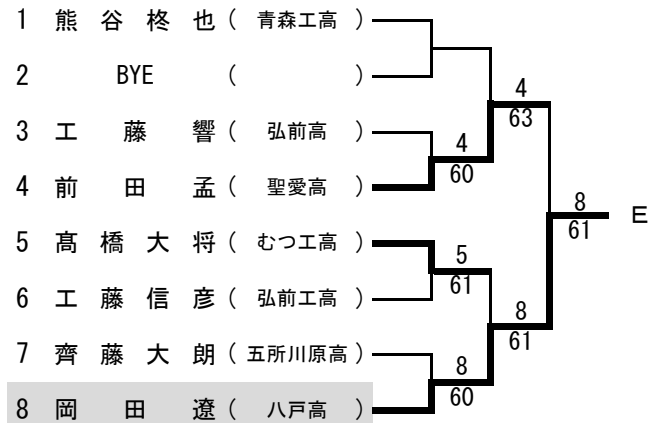 1 熊谷柊也（青森工高）
2 BYE（　）
3 工藤響（弘前高）
4 前田孟（聖愛高）
5 髙橋大将（むつ工高）
6 工藤信彦（弘前工高）
7 齊藤大朗（五所川原高）
8 岡田遼（八戸高）
4
60
5
61
8
60
4
63
8
61
8
61
E